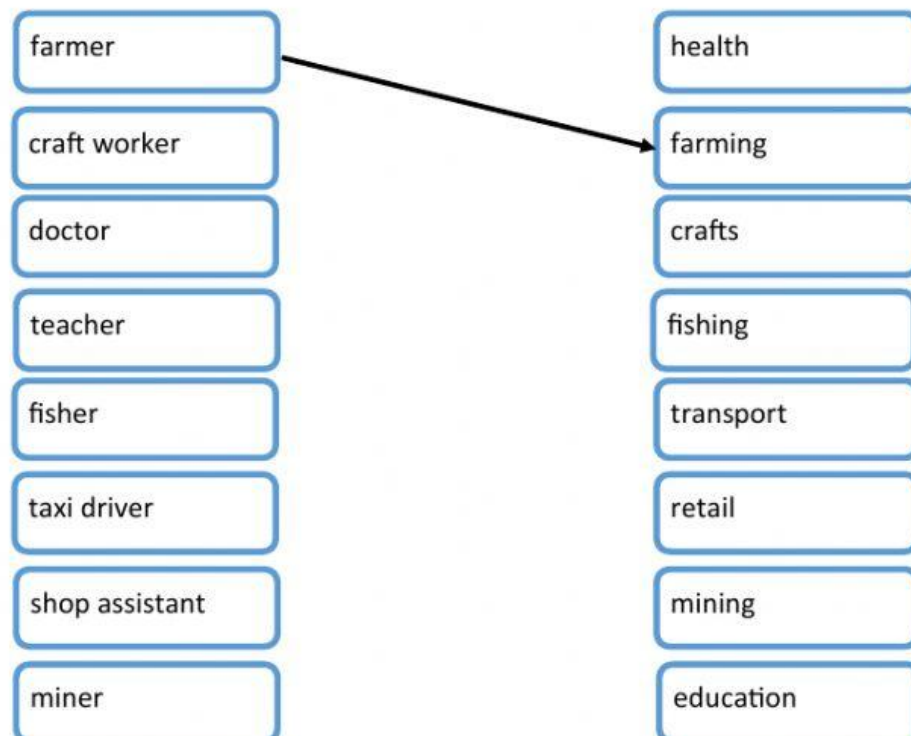 farmer
health
craft worker
farming
doctor
crafts
teacher
fishing
fisher
transport
taxi driver
retail
shop assistant
mining
miner
education